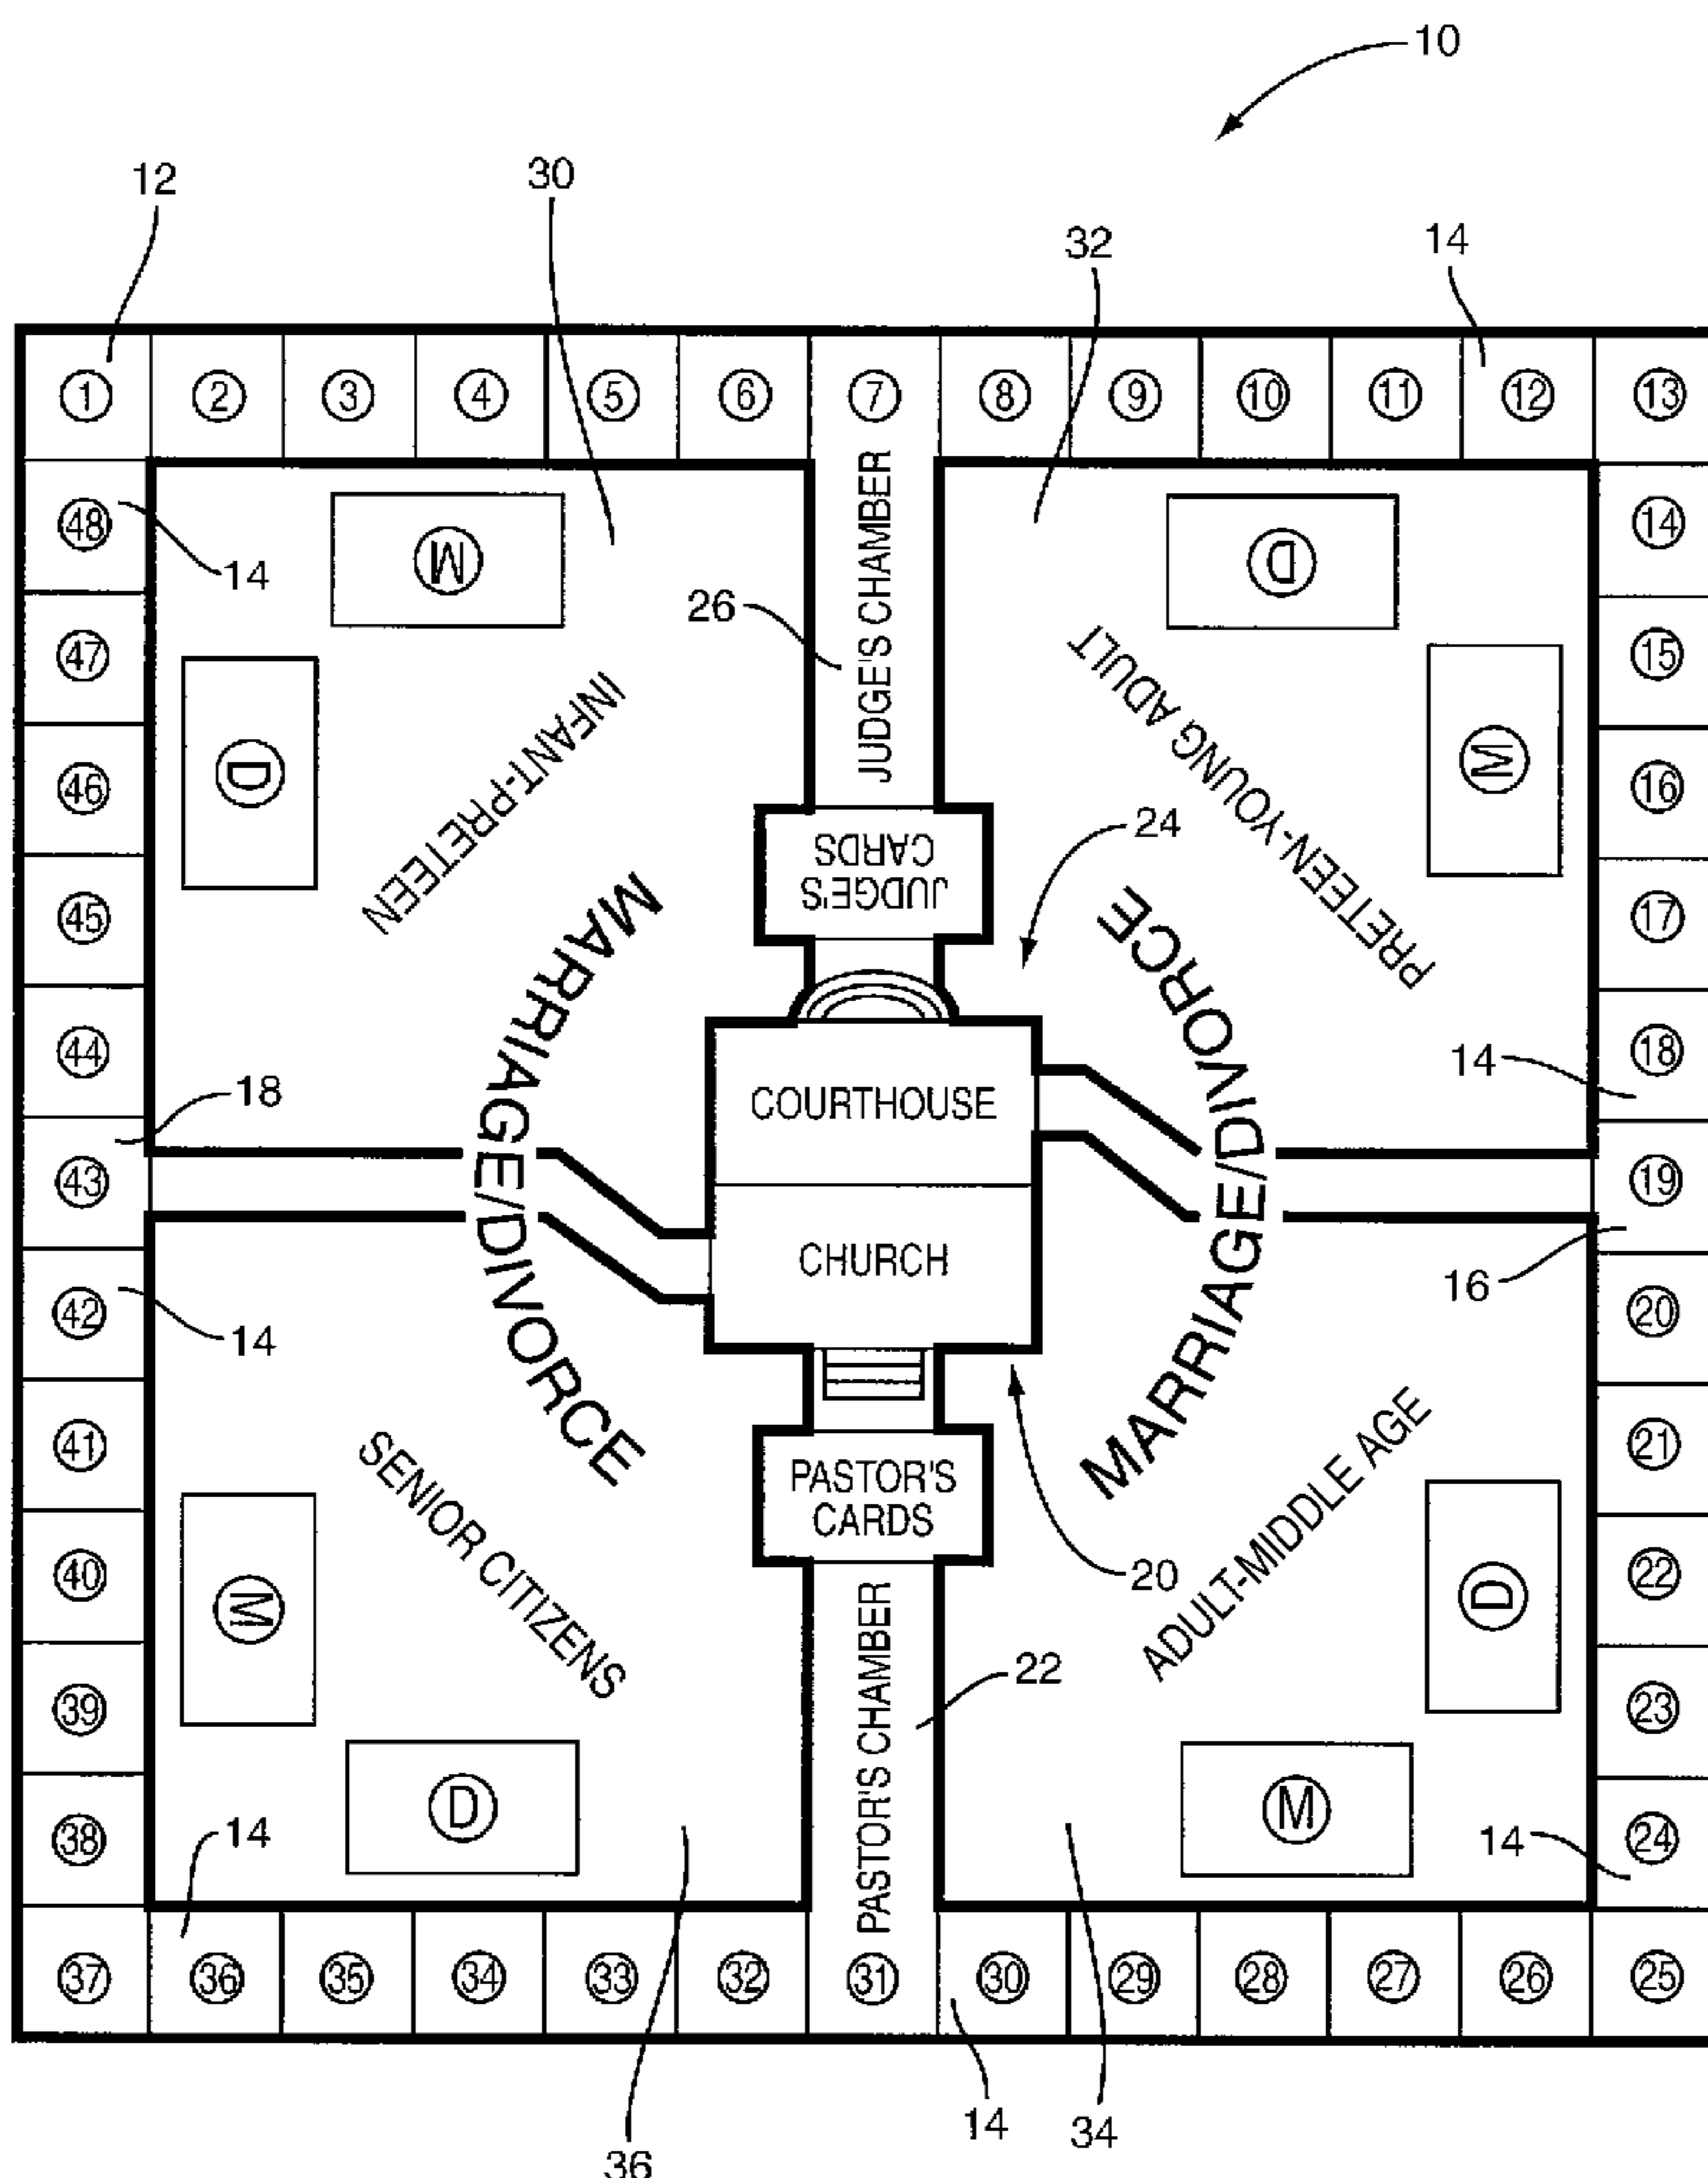 10
12
30
32
14
1 2 3 4 5 6 7 8 9 10 11 12 13
48
14
M
JUDGE'S CHAMBER
D
14
47
26
15
D
INFANT-PRETEEN
PRETEEN-YOUNG ADULT
M
46
16
JUDGE'S
CARDS
24
45
17
MARRIAGE/DIVORCE
MARRIAGE/DIVORCE
44
18
14
18
COURTHOUSE
43
19
CHURCH
16
42
14
20
41
SENIOR CITIZENS
ADULT-MIDDLE AGE
21
PASTOR'S
CARDS
40
M
20
D
22
PASTOR'S CHAMBER
22
39
23
38
14
D
M
14
24
37 36 35 34 33 32 31 30 29 28 27 26 25
14
34
36